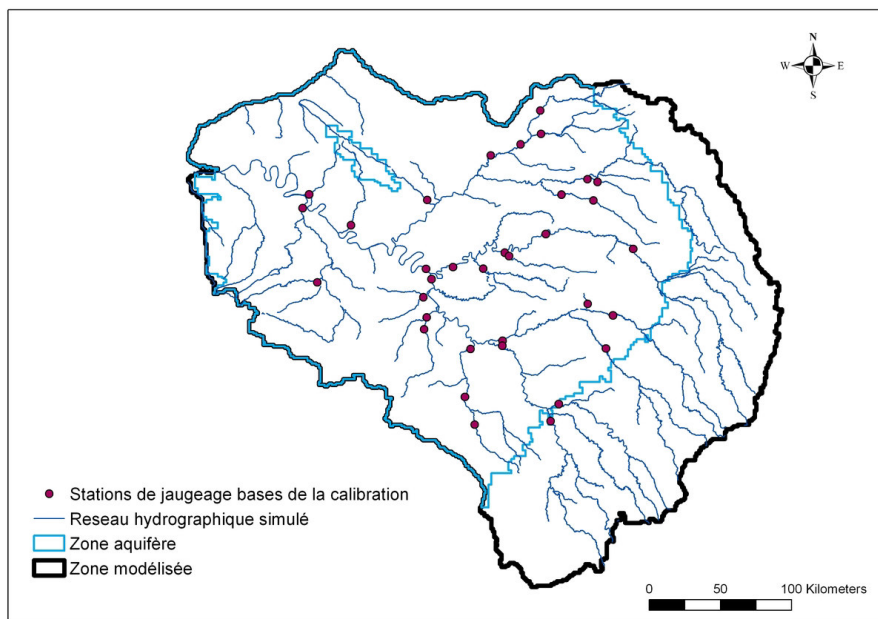 N
W E
S
Stations de jaugeage bases de la calibration
Reseau hydrographique simulé
Zone aquifère
Zone modélisée
0 50 100 Kilometers